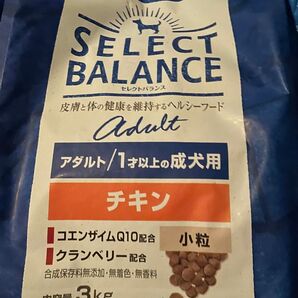 SELECT
BALANCE
セレクトバランス
皮膚と体の健康を維持するヘルシーフード
adult
アダルト/1才以上の成犬用
チキン
コエンザイムQ10配合
クランベリー配合
小粒
合成保存料無添加・無着色・無香料
内容量 3kg